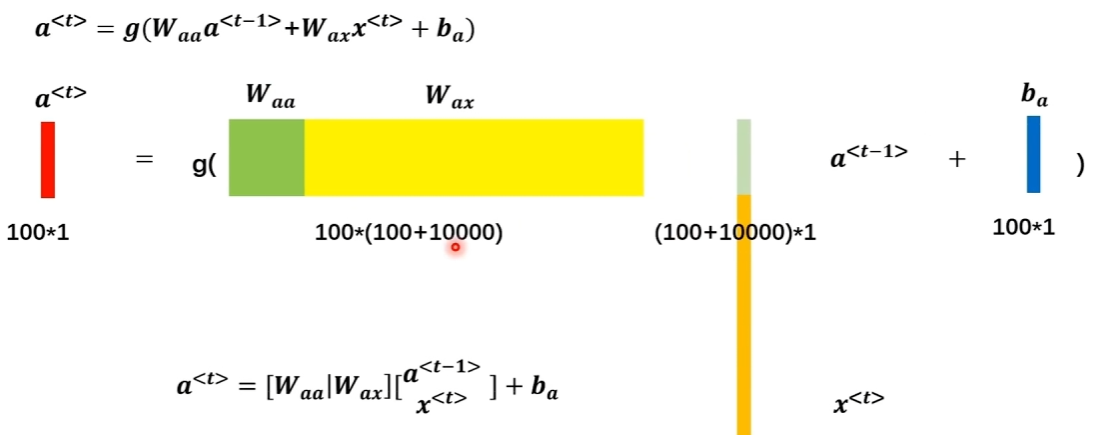 a^{<t>} = g(W_{aa}a^{<t-1>}+W_{ax}x^{<t>} + b_a)
W_{aa} W_{ax} b_a
a^{<t>}
= g( a^{<t-1>} + )
100*1 100*(100+10000) (100+10000)*1 100*1
a^{<t>} = [W_{aa}|W_{ax}][a^{<t-1>} x^{<t>}] + b_a
x^{<t>}